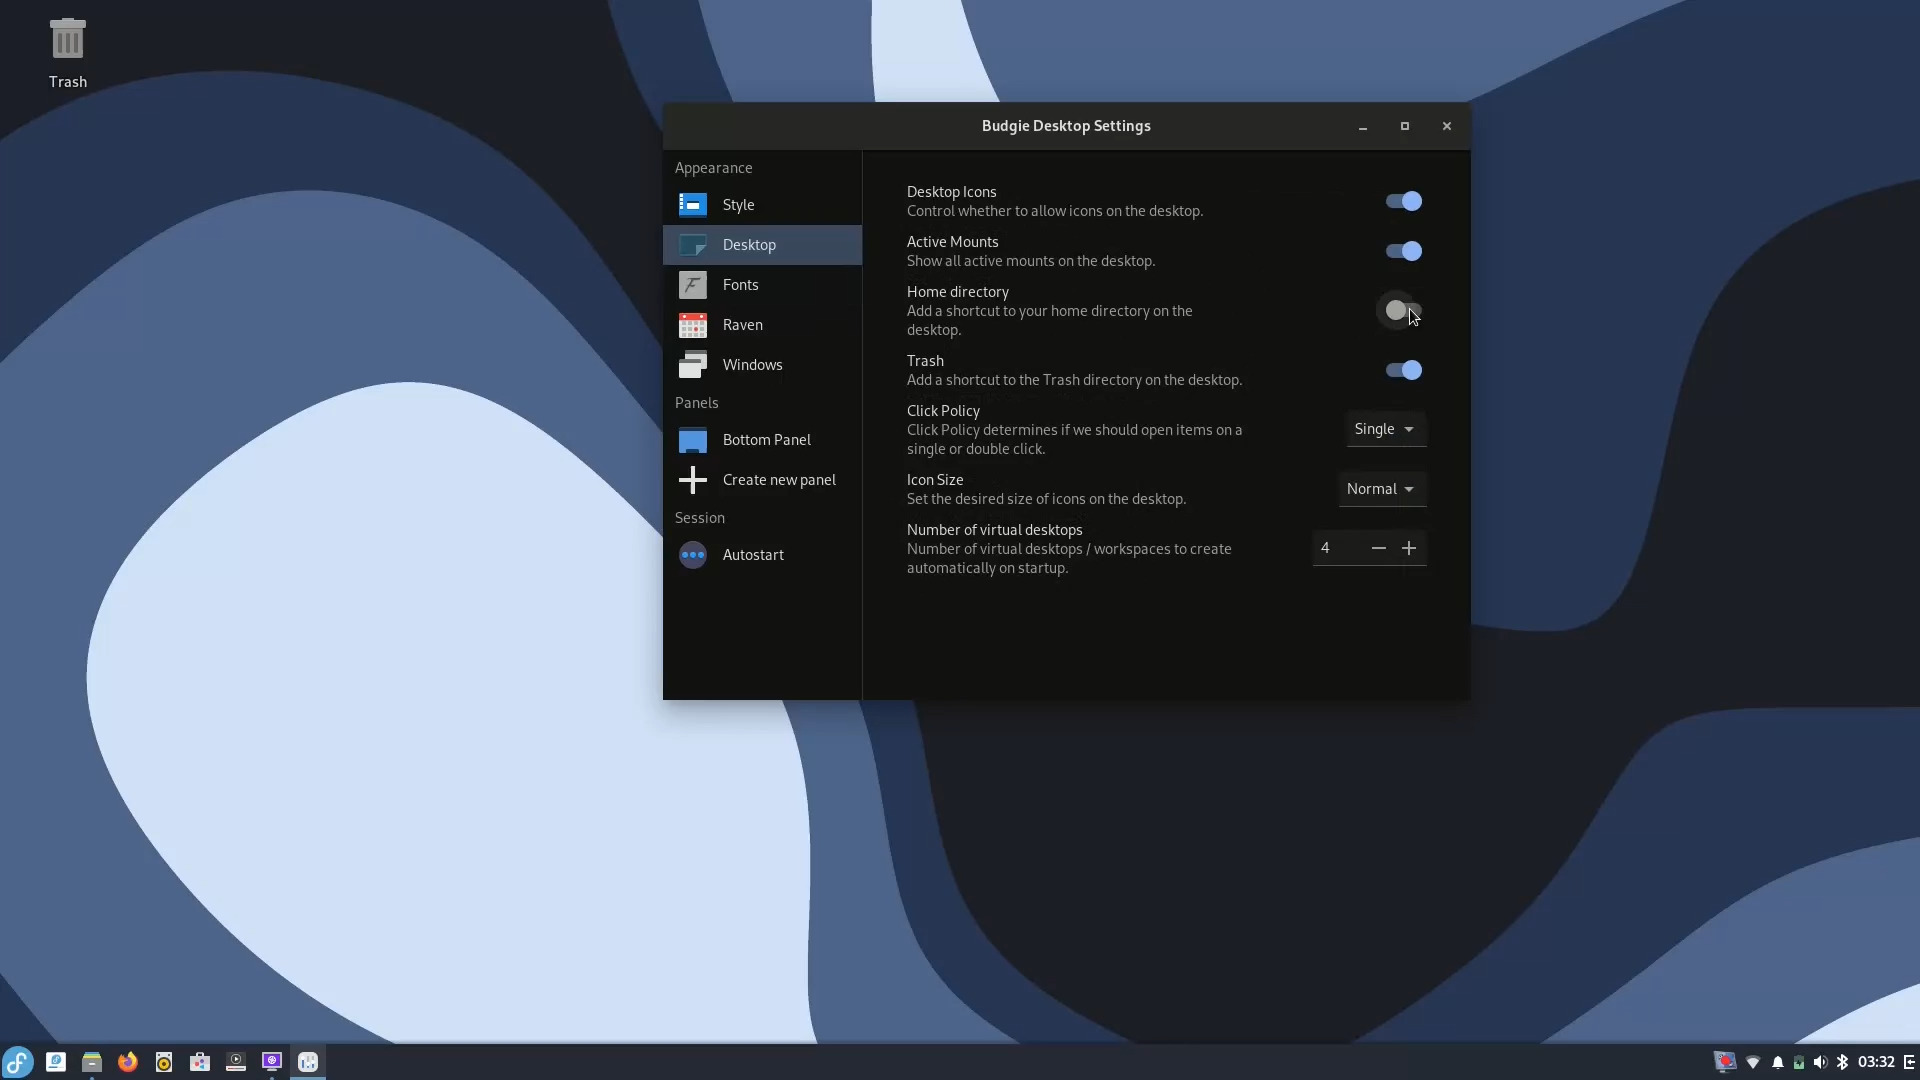 Trash
Budgie Desktop Settings
Appearance
Style
Desktop
Fonts
Raven
Windows
Panels
Bottom Panel
Create new panel
Session
Autostart
Desktop Icons
Control whether to allow icons on the desktop.
Active Mounts
Show all active mounts on the desktop.
Home directory
Add a shortcut to your home directory on the
desktop.
Trash
Add a shortcut to the Trash directory on the desktop.
Click Policy
Click Policy determines if we should open items on a
single or double click.
Single
Icon Size
Set the desired size of icons on the desktop.
Normal
Number of virtual desktops
Number of virtual desktops / workspaces to create
automatically on startup.
4
03:32